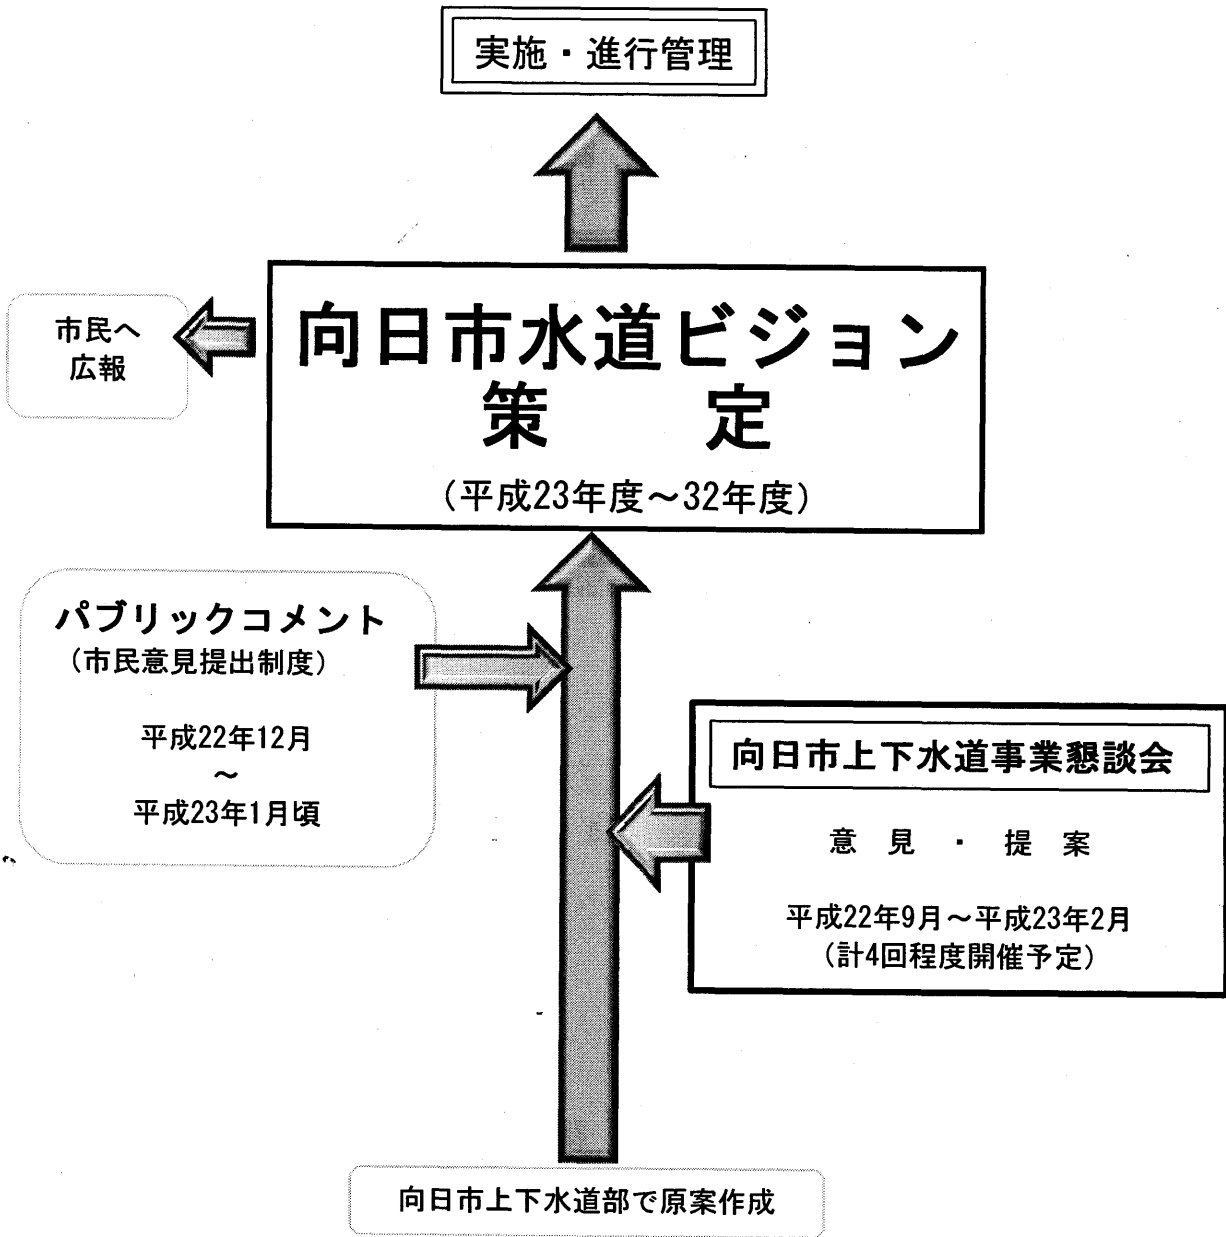 実施・進行管理
市民へ
広報
向日市水道ビジョン
策　定
(平成23年度～32年度)
パブリックコメント
(市民意見提出制度)
平成22年12月
～
平成23年1月頃
向日市上下水道事業懇談会
意　見　・　提　案
平成22年9月～平成23年2月
(計4回程度開催予定)
向日市上下水道部で原案作成